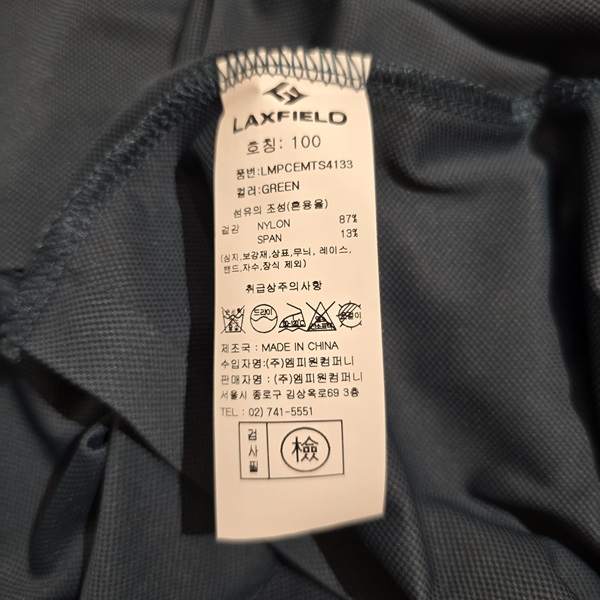 LAXFIELD
호칭: 100
품번:LMPCEMTS4133
컬러:GREEN
섬유의 조성(혼용율)
겉감 NYLON 87%
SPAN 13%
(심지,보강재,상표,무늬, 레이스,
밴드,자수,장식 제외)
취급상주의사항
드라이
제조국 : MADE IN CHINA
수입자명:(주)엠피원컴퍼니
판매자명 : (주)엠피원컴퍼니
서울시 종로구 김상옥로69 3층
TEL : 02) 741-5551
검사필 檢